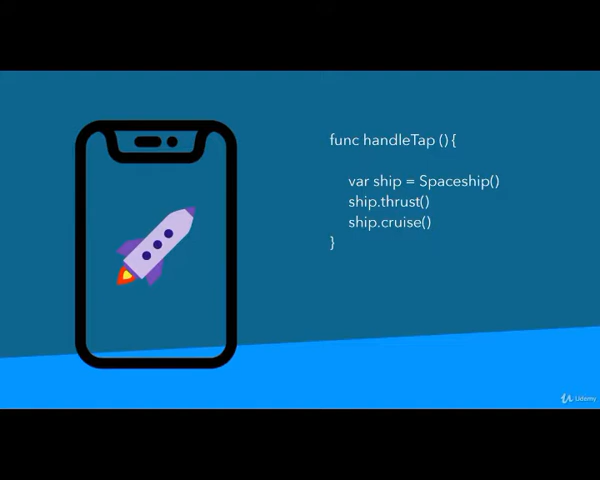 func handleTap () {
var ship = Spaceship()
ship.thrust()
ship.cruise()
}
Udemy